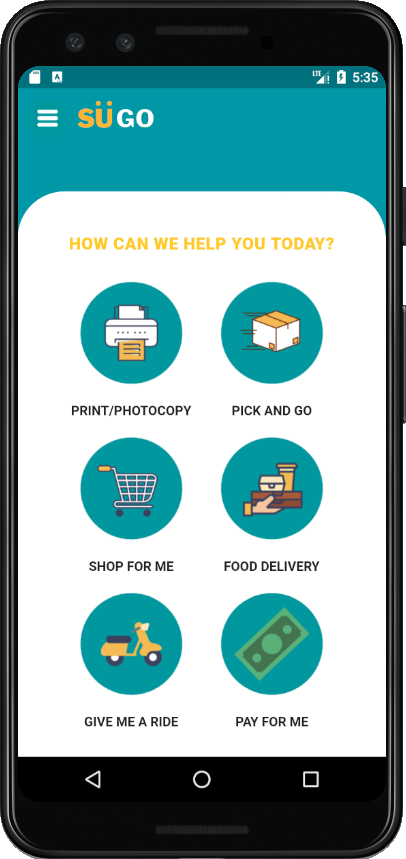 LTE 5:35
SÜGO
HOW CAN WE HELP YOU TODAY?
PRINT/PHOTOCOPY PICK AND GO
SHOP FOR ME FOOD DELIVERY
GIVE ME A RIDE PAY FOR ME